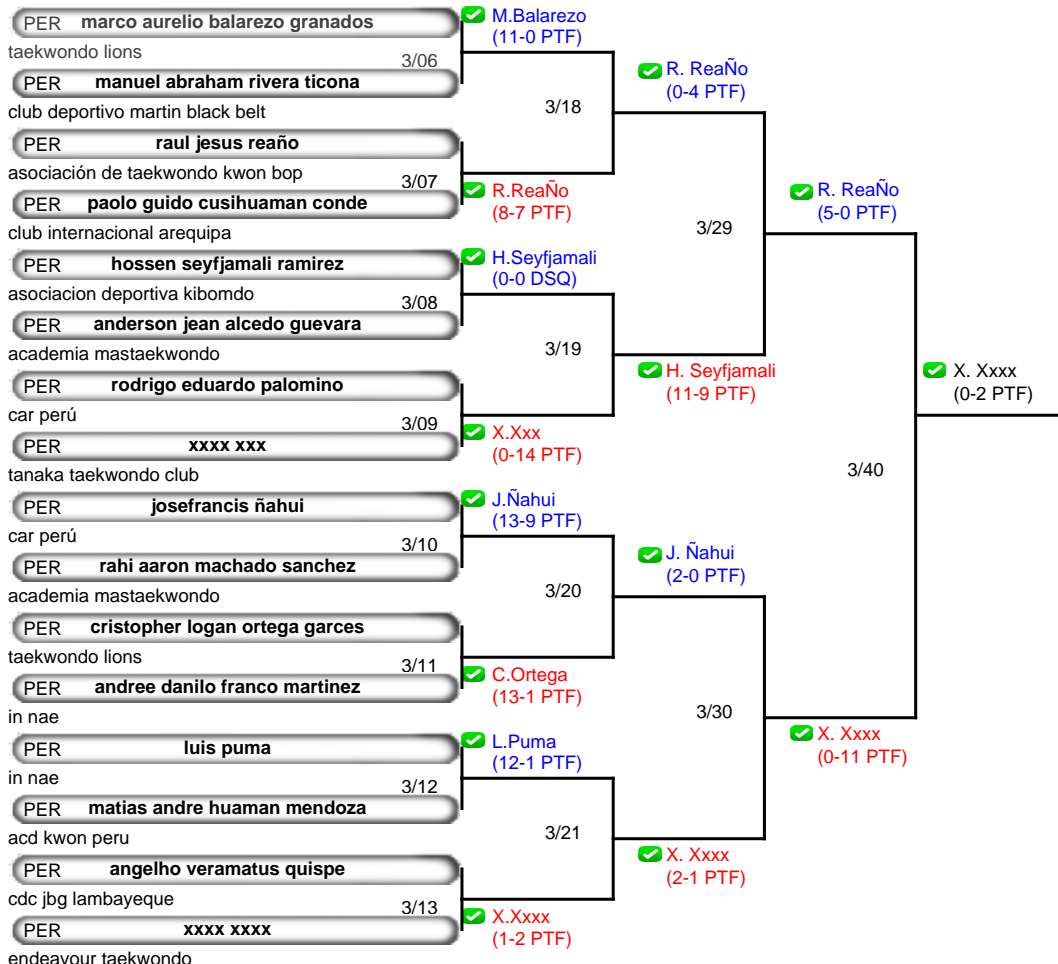 PER marco aurelio balarezo granados
taekwondo lions
3/06
PER manuel abraham rivera ticona
club deportivo martin black belt
PER raul jesus reaño
asociación de taekwondo kwon bop
3/07
PER paolo guido cusihuaman conde
club internacional arequipa
PER hossen seyfjamali ramirez
asociacion deportiva kibomdo
3/08
PER anderson jean alcedo guevara
academia mastaekwondo
PER rodrigo eduardo palomino
car perú
3/09
PER xxxx xxx
tanaka taekwondo club
PER josefrancis ñahui
car perú
3/10
PER rahi aaron machado sanchez
academia mastaekwondo
PER cristopher logan ortega garces
taekwondo lions
3/11
PER andree danilo franco martinez
in nae
PER luis puma
in nae
3/12
PER matias andre huaman mendoza
acd kwon peru
PER angelho veramatus quispe
cdc jbg lambayeque
3/13
PER xxxx xxxx
endeavour taekwondo
M.Balarezo
(11-0 PTF)
3/18
R.ReaÑo
(8-7 PTF)
H.Seyfjamali
(0-0 DSQ)
3/19
X.Xxx
(0-14 PTF)
J.Ñahui
(13-9 PTF)
3/20
C.Ortega
(13-1 PTF)
L.Puma
(12-1 PTF)
3/21
X.Xxxx
(1-2 PTF)
R. ReaÑo
(0-4 PTF)
3/29
H. Seyfjamali
(11-9 PTF)
J. Ñahui
(2-0 PTF)
3/30
X. Xxxx
(2-1 PTF)
R. ReaÑo
(5-0 PTF)
3/40
X. Xxxx
(0-11 PTF)
X. Xxxx
(0-2 PTF)